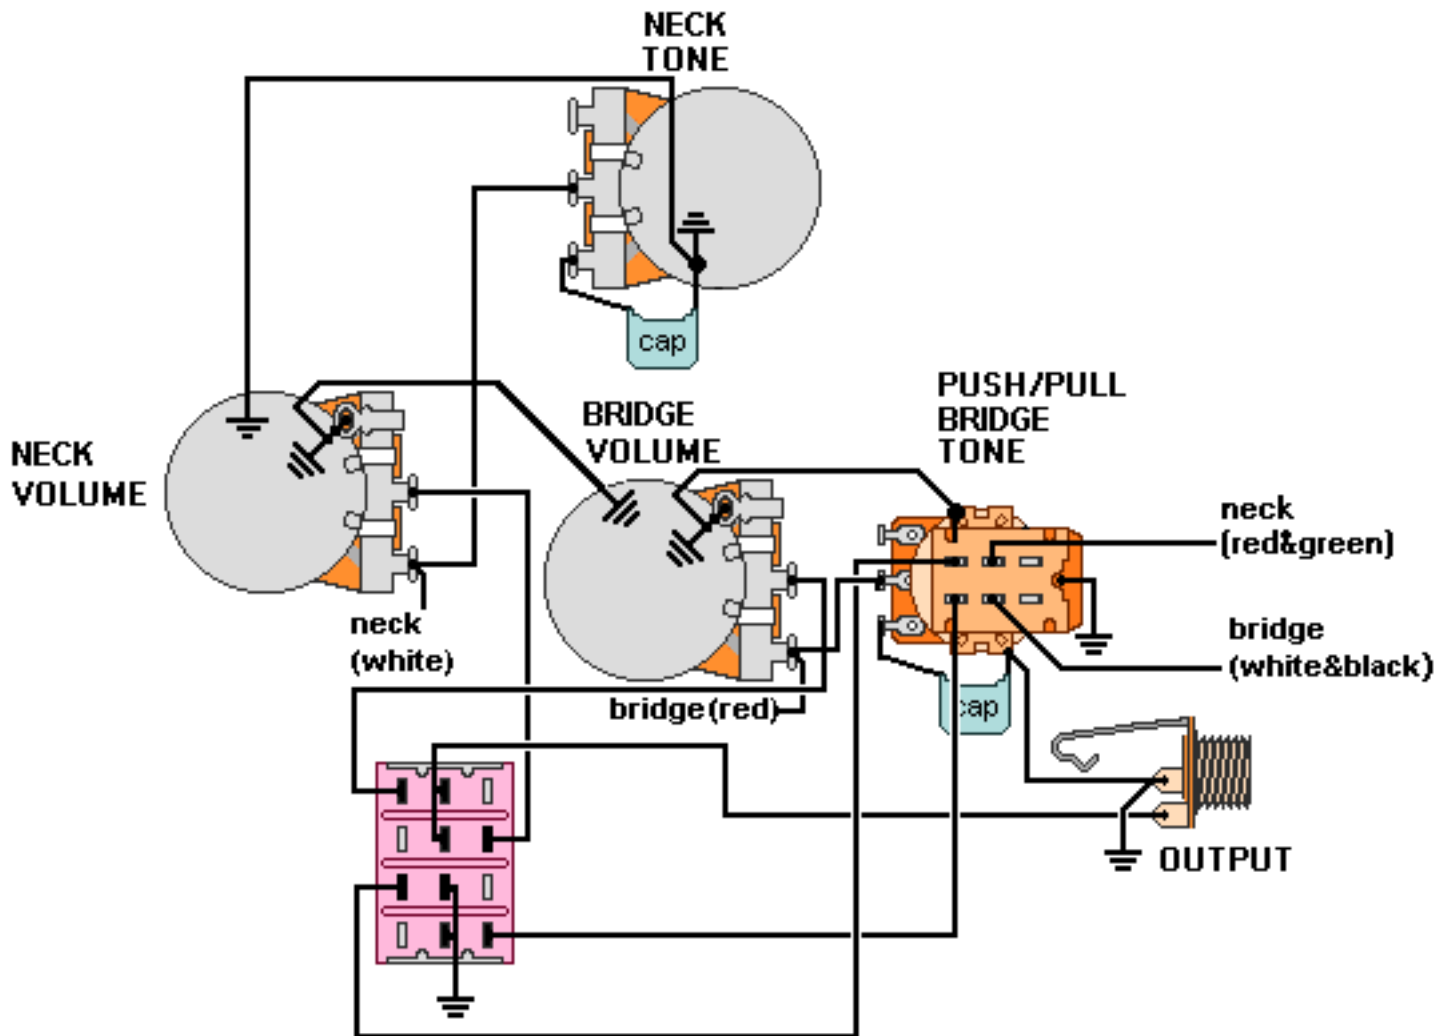 NECK
TONE
cap
PUSH/PULL
BRIDGE
TONE
BRIDGE
VOLUME
NECK
VOLUME
neck
(red&green)
neck
(white)
bridge
(white&black)
bridge(red)
cap
OUTPUT